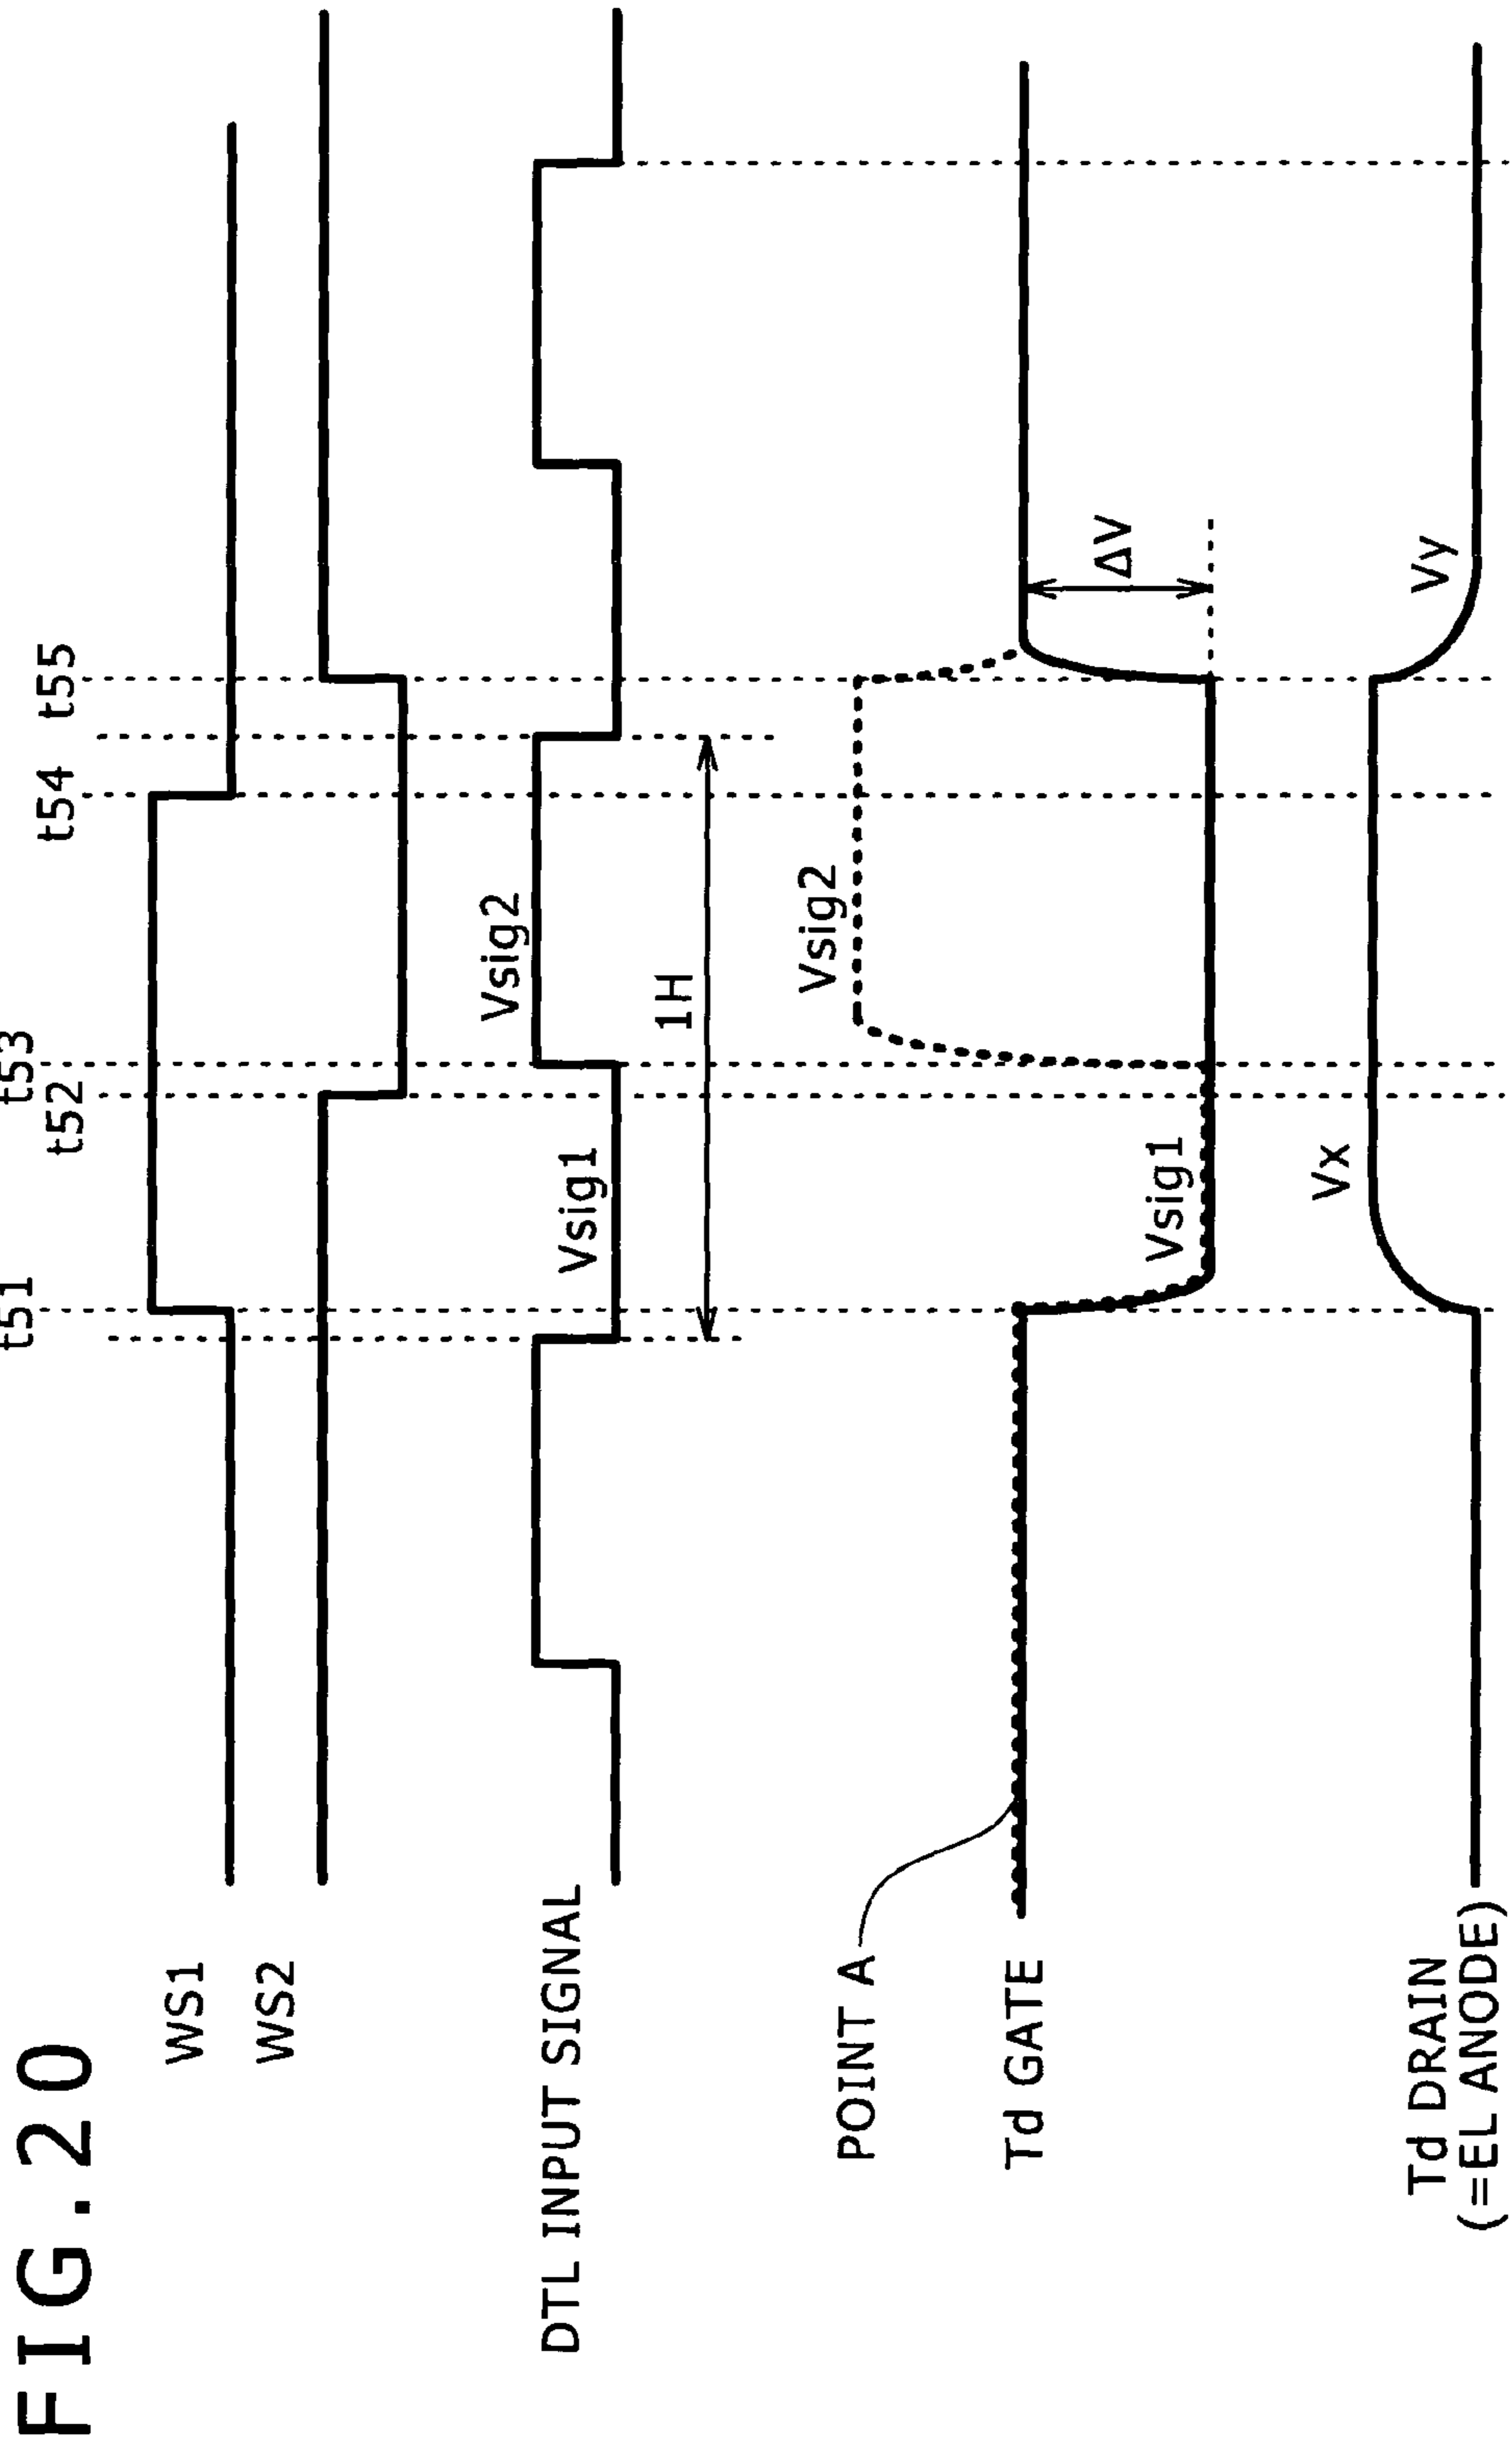 FIG.20
t51
t52
t53
t54
t55
WS1
WS2
DTL INPUT SIGNAL
Vsig1
Vsig2
1H
POINT A
Vsig2
Td GATE
Vsig1
ΔV
Td DRAIN
(=EL ANODE)
Vx
Vy